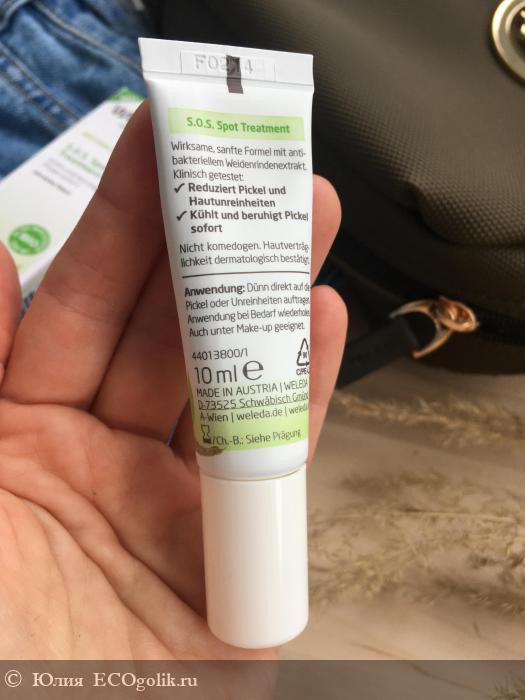 S.O.S. Spot Treatment
Wirksame, sanfte Formel mit anti-
bakteriellem Weidenrindenextrakt.
Klinisch getestet:
✓ Reduziert Pickel und
Hautunreinheiten
✓ Kühlt und beruhigt Pickel
sofort
Nicht komedogen. Hautverträg-
lichkeit dermatologisch bestätigt.
Anwendung: Dünn direkt auf die
Pickel oder Unreinheiten auftragen.
Anwendung bei Bedarf wiederholen.
Auch unter Make-up geeignet.
44013800/1
10 ml e
MADE IN AUSTRIA | WELEDA
D-73525 Schwäbisch Gmünd
A-Wien | weleda.de | weleda
/Ch.-B.: Siehe Prägung
S.O.S. Spot
© Юлия ECOgolik.ru